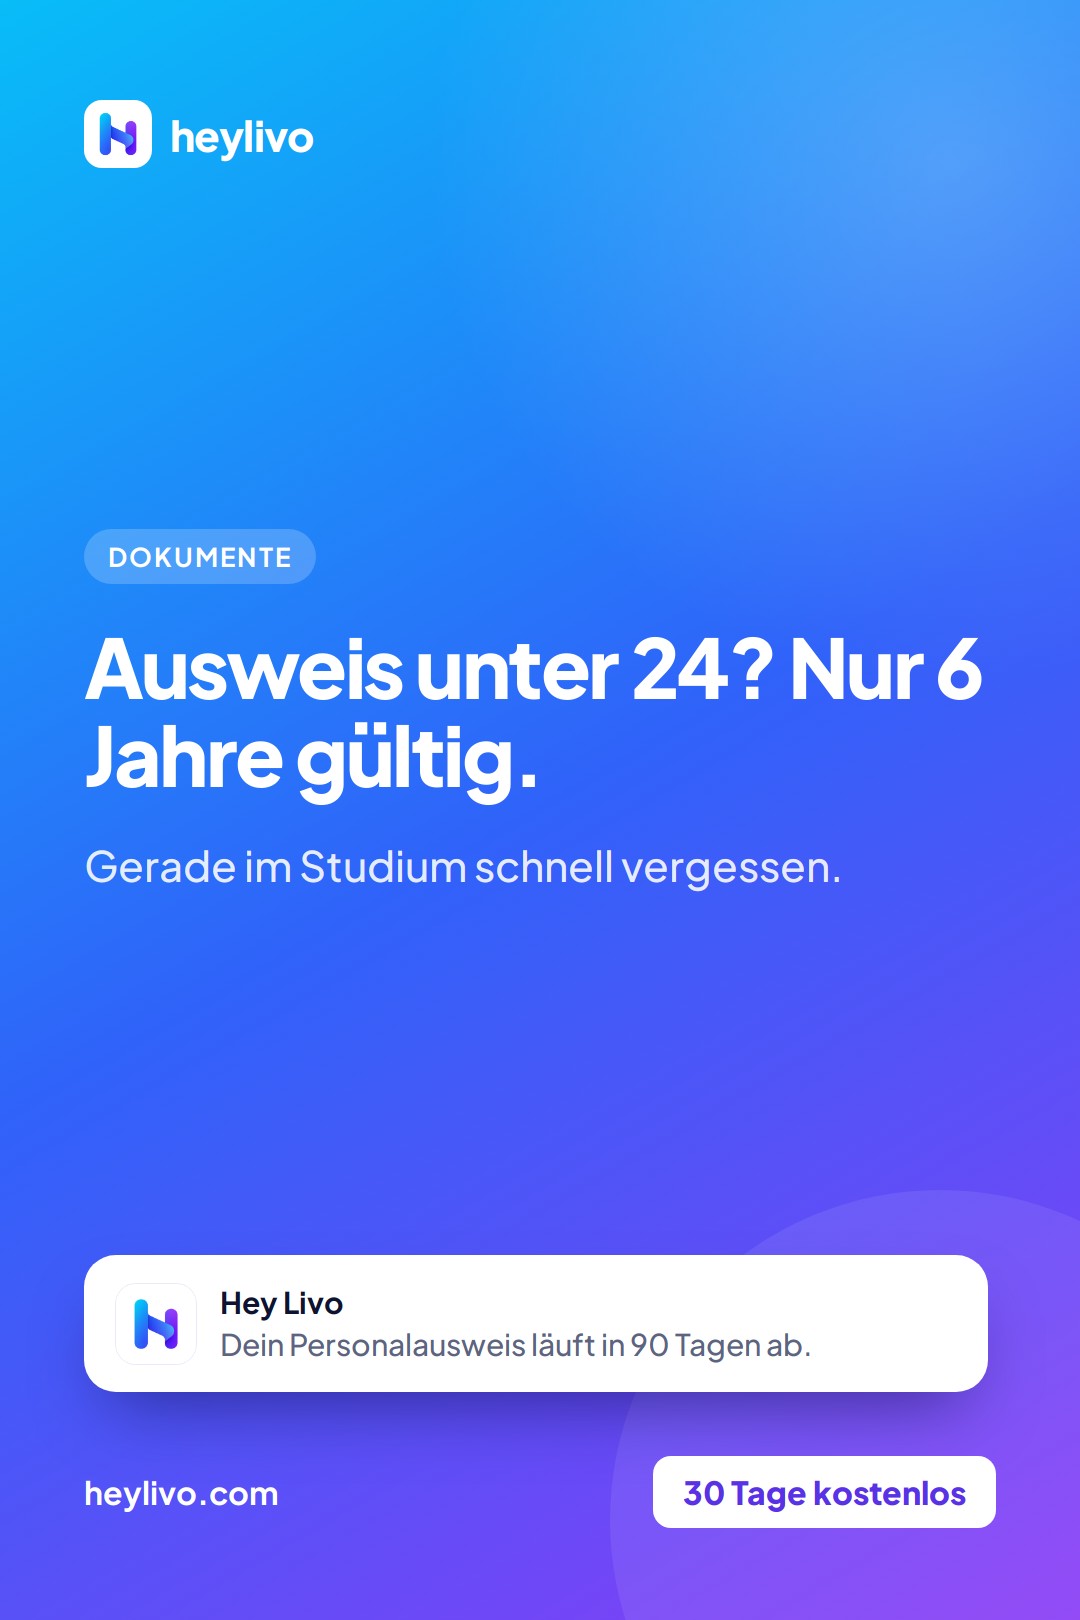 heylivo
DOKUMENTE
Ausweis unter 24? Nur 6
Jahre gültig.
Gerade im Studium schnell vergessen.
Hey Livo
Dein Personalausweis läuft in 90 Tagen ab.
heylivo.com
30 Tage kostenlos